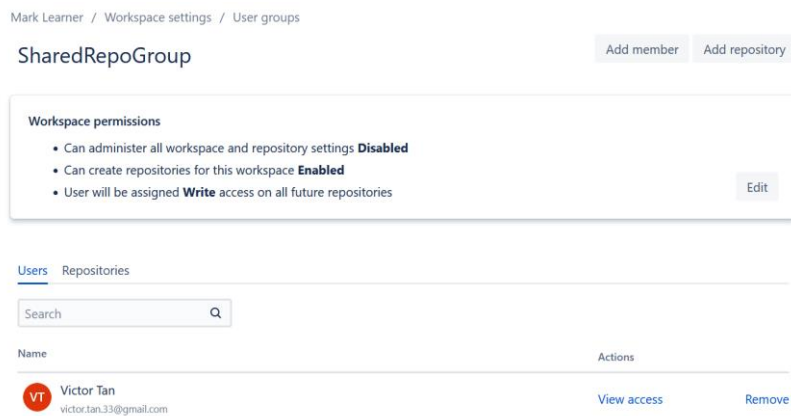 Mark Learner / Workspace settings / User groups
SharedRepoGroup
Add member
Add repository
Workspace permissions
• Can administer all workspace and repository settings Disabled
• Can create repositories for this workspace Enabled
• User will be assigned Write access on all future repositories
Edit
Users Repositories
Search
Name Actions
VT
Victor Tan
victor.tan.33@gmail.com
View access Remove